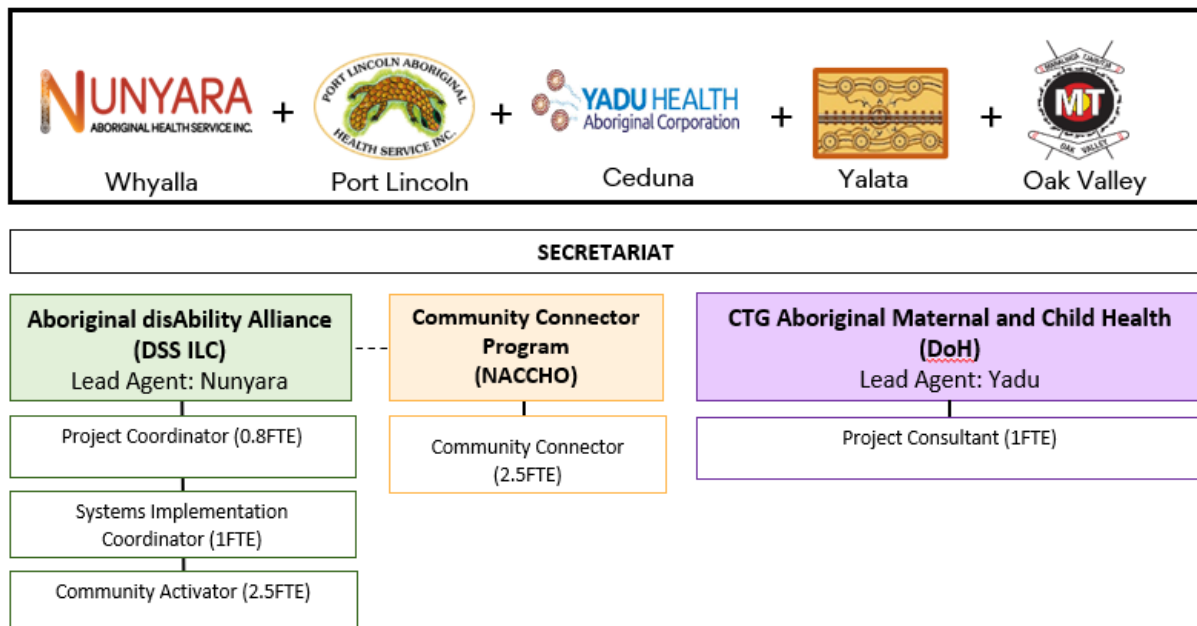 NUNYARA
ABORIGINAL HEALTH SERVICE INC.
Whyalla
+
PORT LINCOLN ABORIGINAL
HEALTH SERVICE INC.
Port Lincoln
+
YADU HEALTH
Aboriginal Corporation
Ceduna
+
Yalata
+
MARALINGA TJARUTJA
MT
OAK VALLEY
Oak Valley
SECRETARIAT
Aboriginal disAbility Alliance
(DSS ILC)
Lead Agent: Nunyara
Project Coordinator (0.8FTE)
Systems Implementation
Coordinator (1FTE)
Community Activator (2.5FTE)
Community Connector
Program
(NACCHO)
Community Connector
(2.5FTE)
CTG Aboriginal Maternal and Child Health
(DoH)
Lead Agent: Yadu
Project Consultant (1FTE)